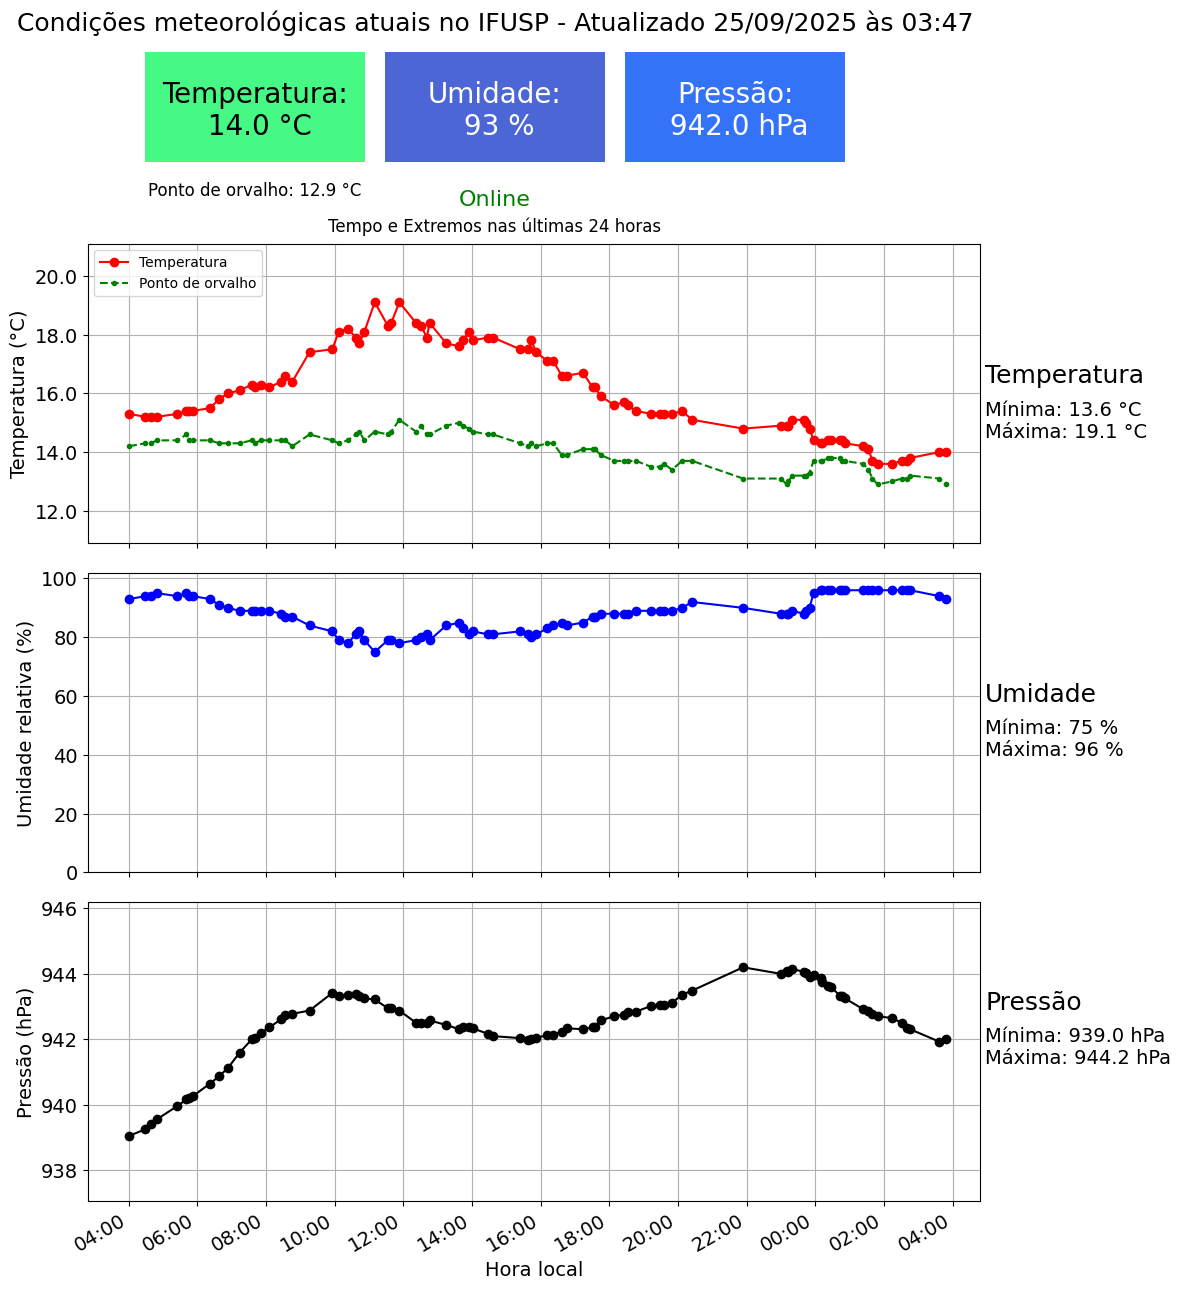 Condições meteorológicas atuais no IFUSP - Atualizado 25/09/2025 às 03:47
Temperatura:
14.0 °C
Umidade:
93 %
Pressão:
942.0 hPa
Ponto de orvalho: 12.9 °C
Online
Tempo e Extremos nas últimas 24 horas
Temperatura (°C)
20.0
18.0
16.0
14.0
12.0
Temperatura
Ponto de orvalho
Temperatura
Mínima: 13.6 °C
Máxima: 19.1 °C
Umidade relativa (%)
100
80
60
40
20
0
Umidade
Mínima: 75 %
Máxima: 96 %
Pressão (hPa)
946
944
942
940
938
Pressão
Mínima: 939.0 hPa
Máxima: 944.2 hPa
04:00 06:00 08:00 10:00 12:00 14:00 16:00 18:00 20:00 22:00 00:00 02:00 04:00
Hora local